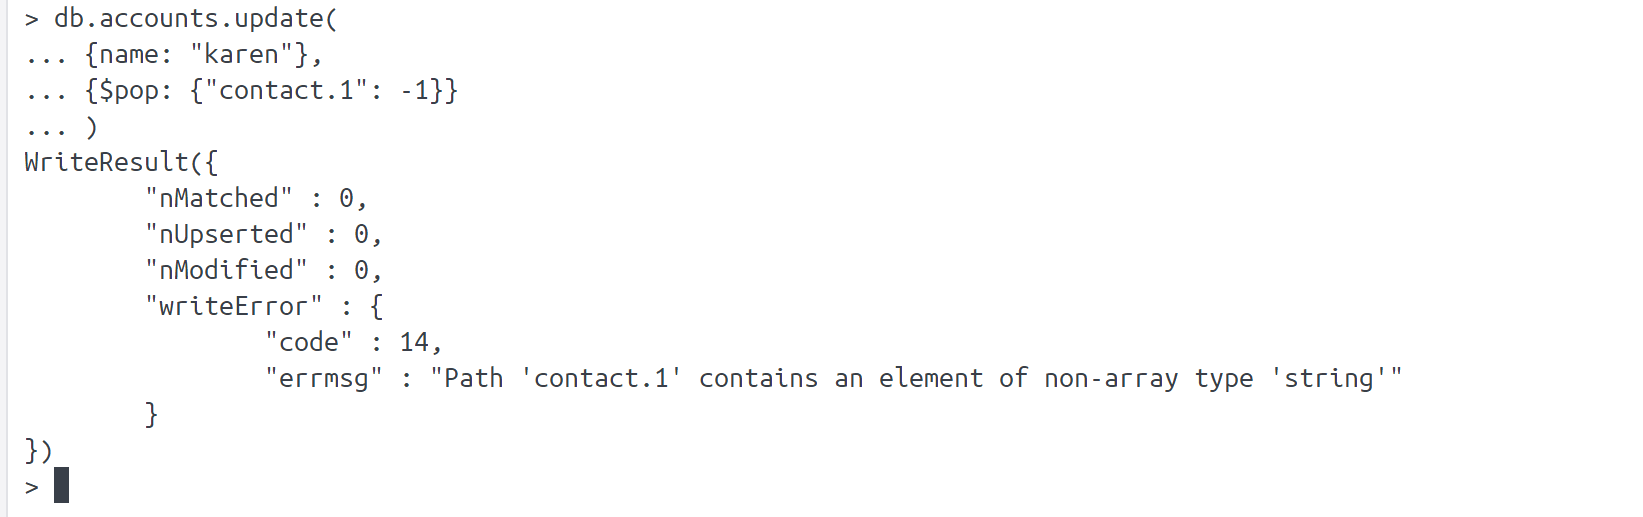 > db.accounts.update(
... {name: "karen"},
... {$pop: {"contact.1": -1}}
... )
WriteResult({
"nMatched" : 0,
"nUpserted" : 0,
"nModified" : 0,
"writeError" : {
"code" : 14,
"errmsg" : "Path 'contact.1' contains an element of non-array type 'string'"
}
})
>